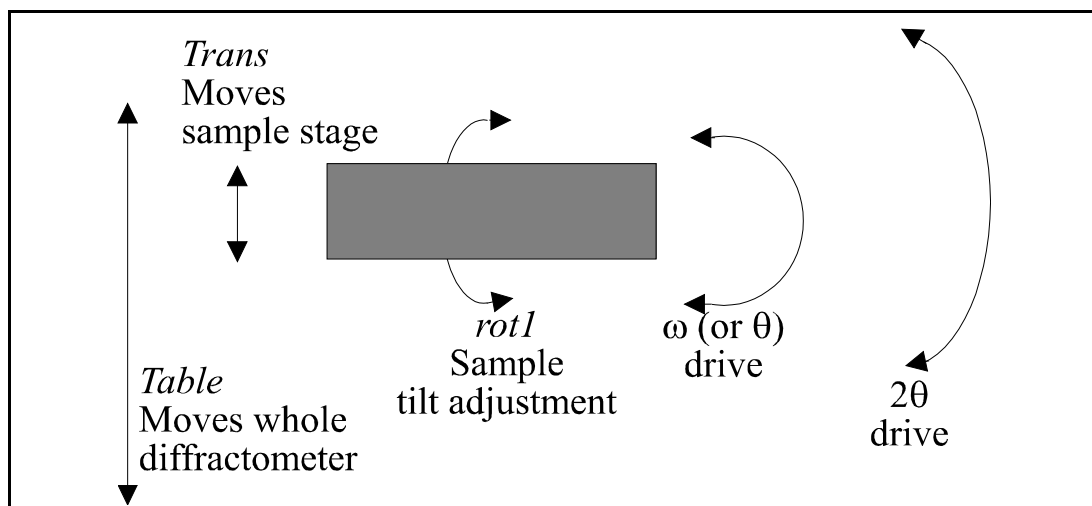 Trans
Moves
sample stage
rot1
Sample
tilt adjustment
ω (or θ)
drive
2θ
drive
Table
Moves whole
diffractometer